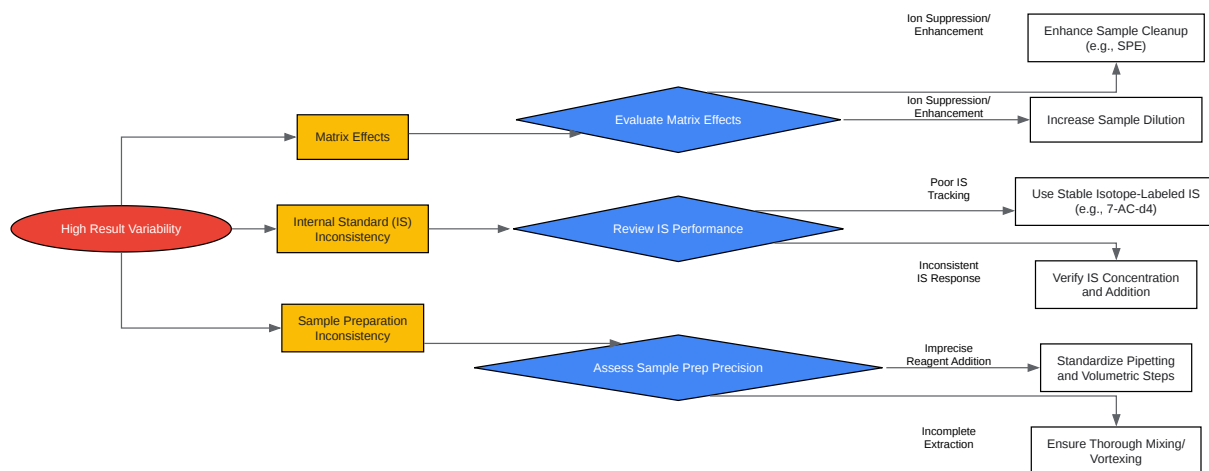 Ion Suppression/
Enhancement
Enhance Sample Cleanup
(e.g., SPE)
Evaluate Matrix Effects
Ion Suppression/
Enhancement
Increase Sample Dilution
Matrix Effects
Poor IS
Tracking
Use Stable Isotope-Labeled IS
(e.g., 7-AC-d4)
High Result Variability
Internal Standard (IS)
Inconsistency
Review IS Performance
Inconsistent
IS Response
Verify IS Concentration
and Addition
Sample Preparation
Inconsistency
Assess Sample Prep Precision
Imprecise
Reagent Addition
Standardize Pipetting
and Volumetric Steps
Incomplete
Extraction
Ensure Thorough Mixing/
Vortexing